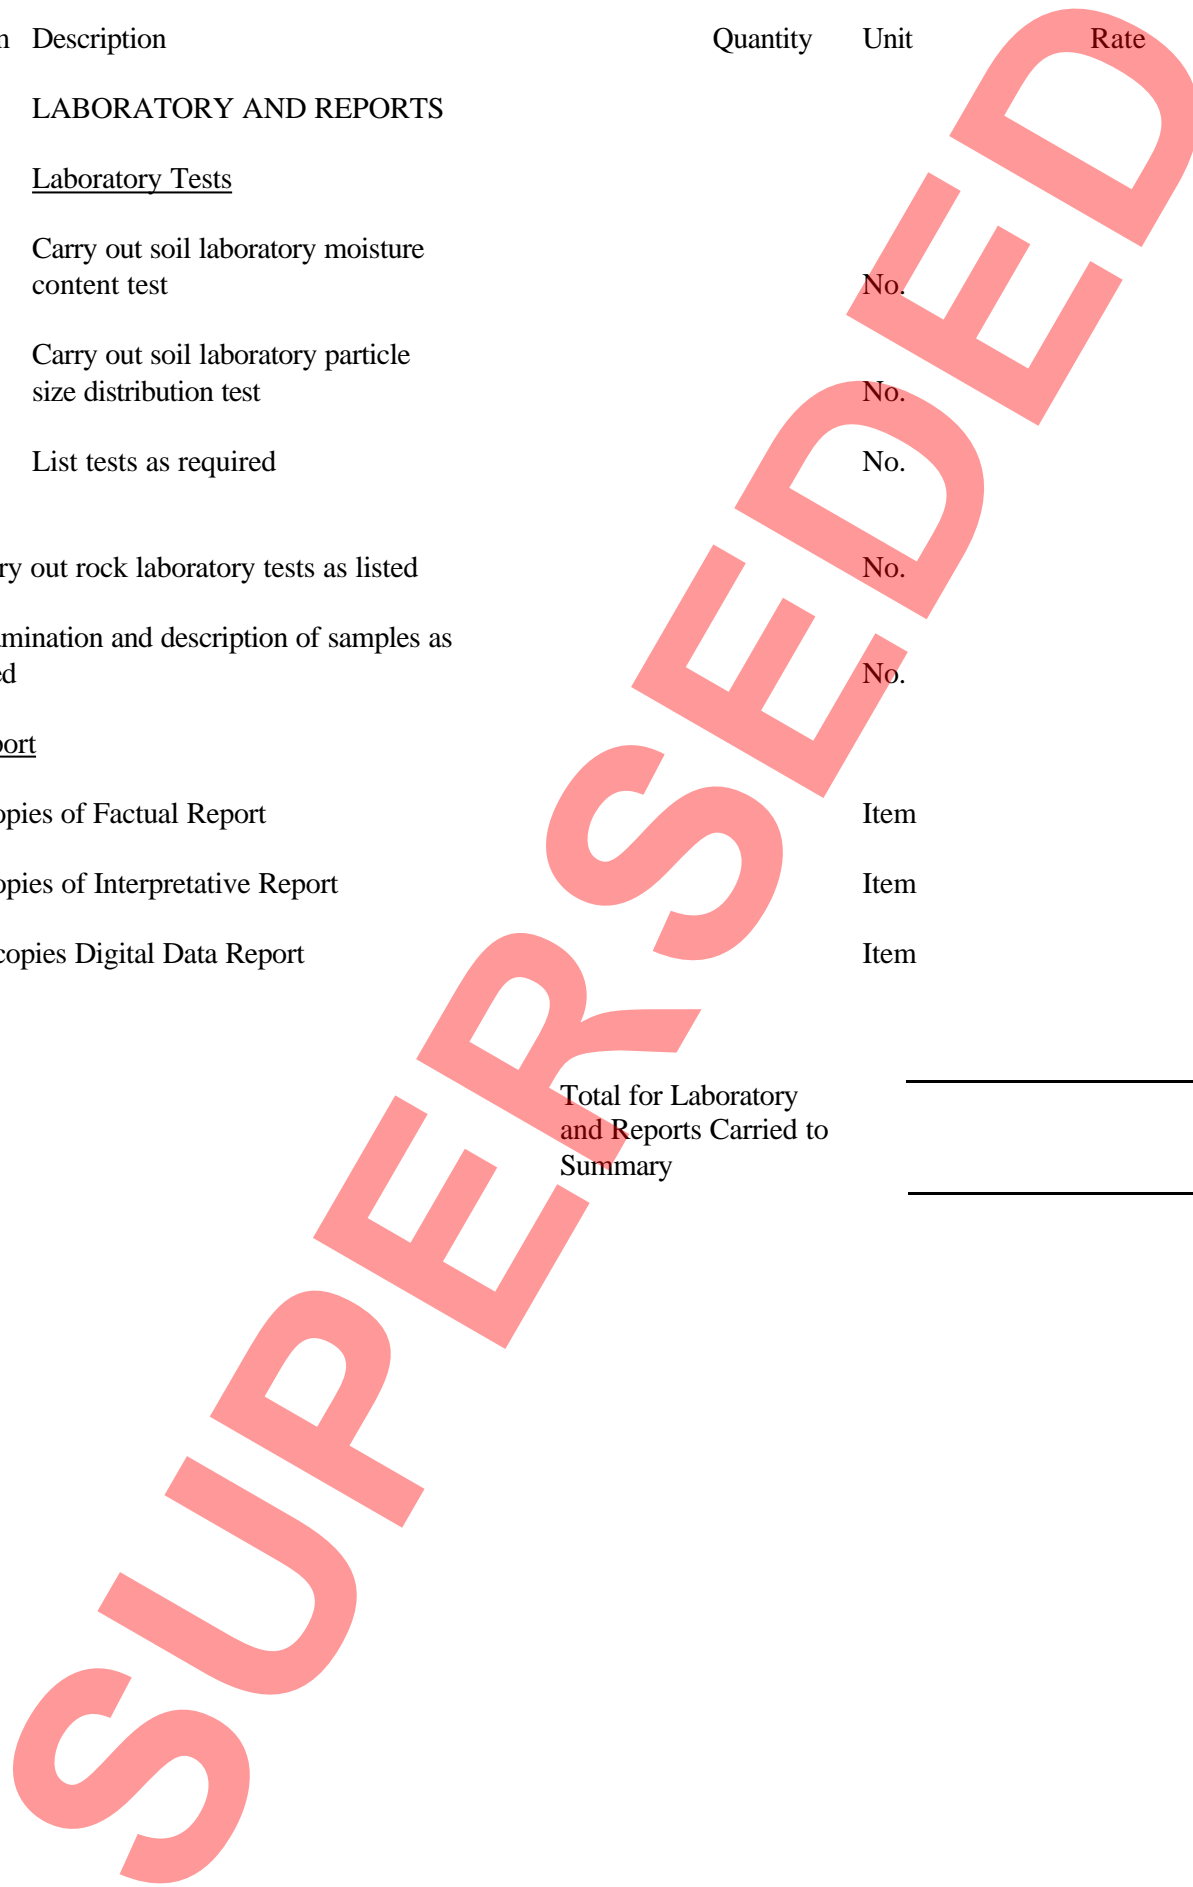 n Description Quantity Unit Rate
LABORATORY AND REPORTS
Laboratory Tests
Carry out soil laboratory moisture
content test No.
Carry out soil laboratory particle
size distribution test No.
List tests as required No.
ry out rock laboratory tests as listed No.
mination and description of samples as
ed No.
port
opies of Factual Report Item
opies of Interpretative Report Item
copies Digital Data Report Item
Total for Laboratory
and Reports Carried to
Summary
SUPERSEDED